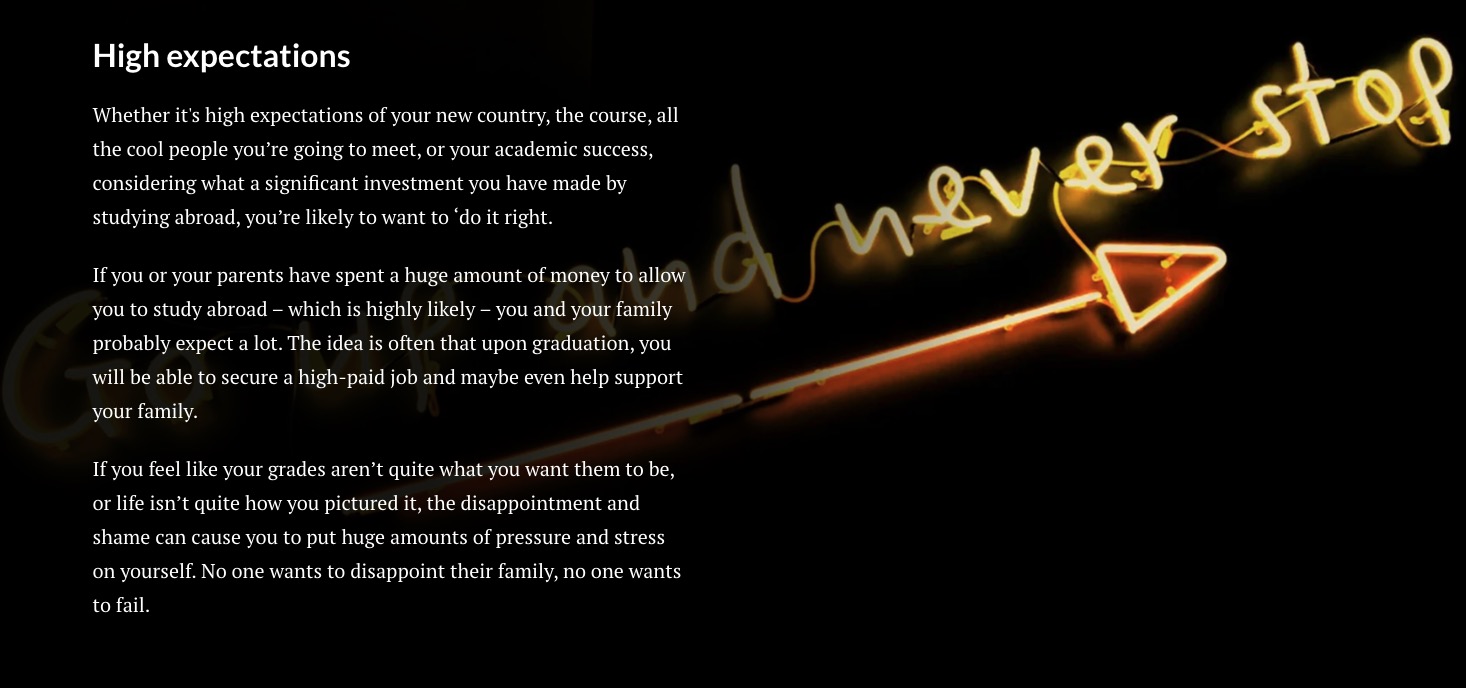 High expectations
Whether it's high expectations of your new country, the course, all
the cool people you’re going to meet, or your academic success,
considering what a significant investment you have made by
studying abroad, you’re likely to want to ‘do it right.
If you or your parents have spent a huge amount of money to allow
you to study abroad – which is highly likely – you and your family
probably expect a lot. The idea is often that upon graduation, you
will be able to secure a high-paid job and maybe even help support
your family.
If you feel like your grades aren’t quite what you want them to be,
or life isn’t quite how you pictured it, the disappointment and
shame can cause you to put huge amounts of pressure and stress
on yourself. No one wants to disappoint their family, no one wants
to fail.
Go up and never stop